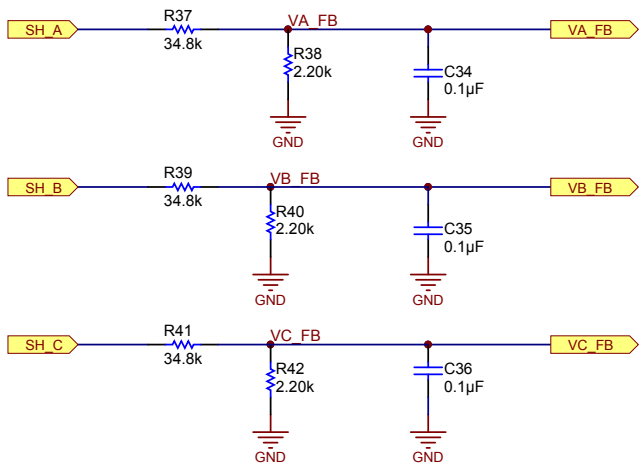 R37
VA_FB
SH_A
VA_FB
34.8k
R38
2.20k
C34
0.1µF
GND
GND
R39
VB_FB
SH_B
VB_FB
34.8k
R40
2.20k
C35
0.1µF
GND
GND
R41
VC_FB
SH_C
VC_FB
34.8k
R42
2.20k
C36
0.1µF
GND
GND